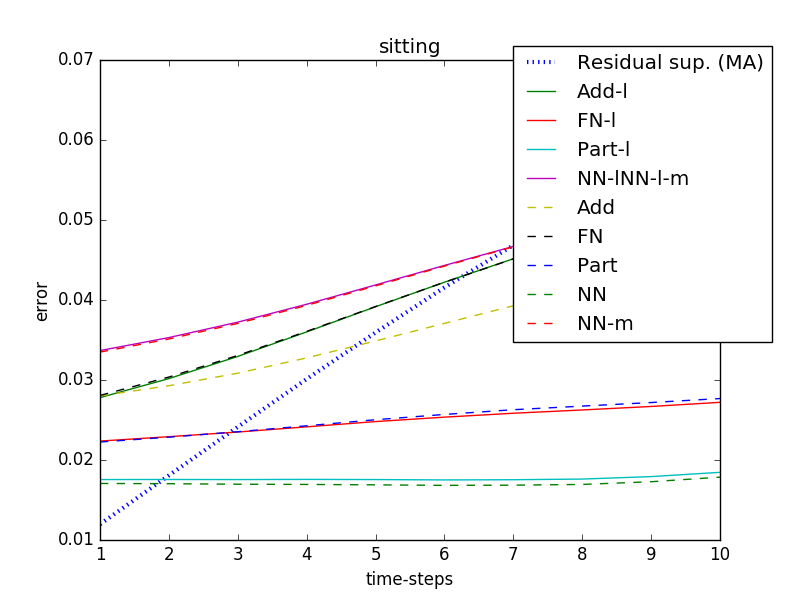 sitting
Residual sup. (MA)
Add-l
FN-l
Part-l
NN-lNN-l-m
Add
FN
Part
NN
NN-m
0.07
0.06
0.05
0.04
0.03
0.02
0.01
error
1 2 3 4 5 6 7 8 9 10
time-steps